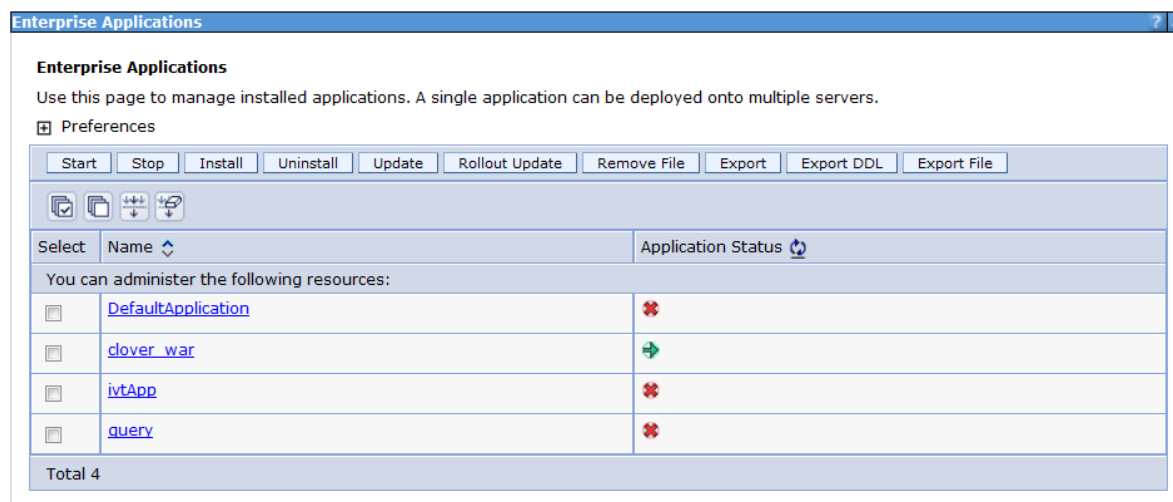 Enterprise Applications ?
Enterprise Applications
Use this page to manage installed applications. A single application can be deployed onto multiple servers.
Preferences
Start Stop Install Uninstall Update Rollout Update Remove File Export Export DDL Export File
Select Name Application Status
You can administer the following resources:
DefaultApplication
clover_war
ivtApp
query
Total 4